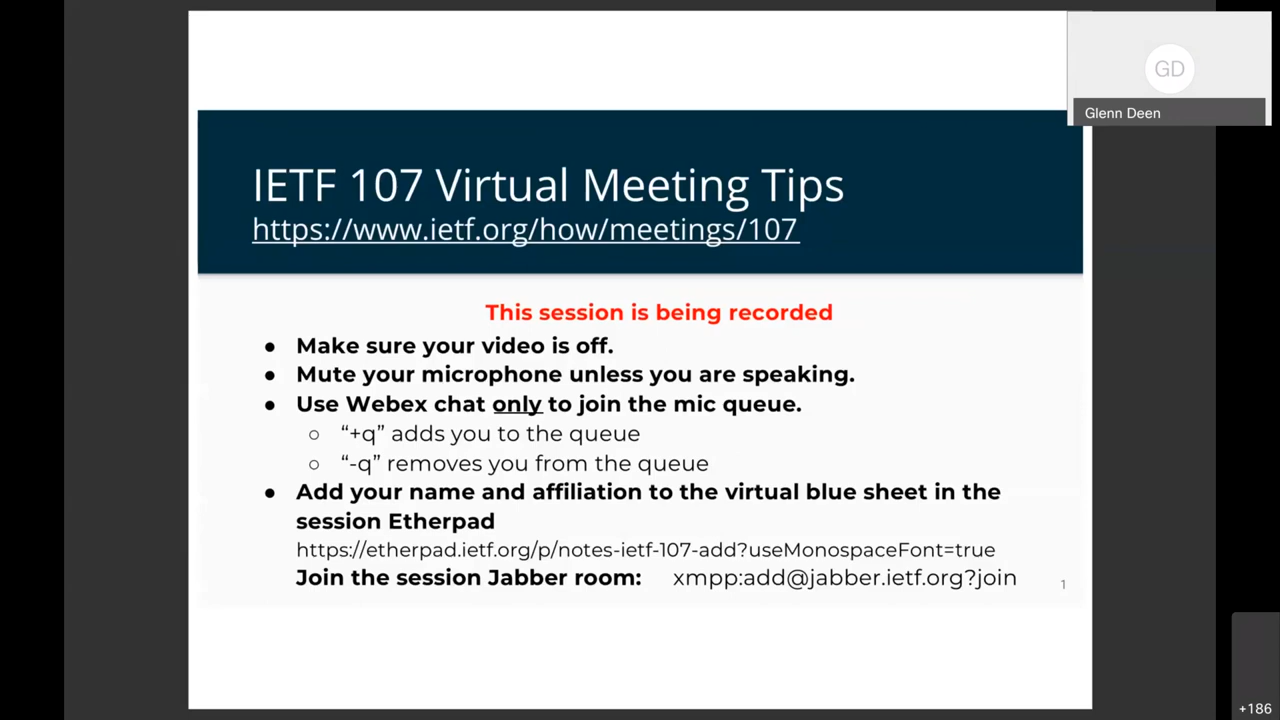 GD
Glenn Deen
IETF 107 Virtual Meeting Tips
https://www.ietf.org/how/meetings/107
This session is being recorded
● Make sure your video is off.
● Mute your microphone unless you are speaking.
● Use Webex chat only to join the mic queue.
○ “+q” adds you to the queue
○ “-q” removes you from the queue
● Add your name and affiliation to the virtual blue sheet in the
session Etherpad
https://etherpad.ietf.org/p/notes-ietf-107-add?useMonospaceFont=true
Join the session Jabber room: xmpp:add@jabber.ietf.org?join
1
+186